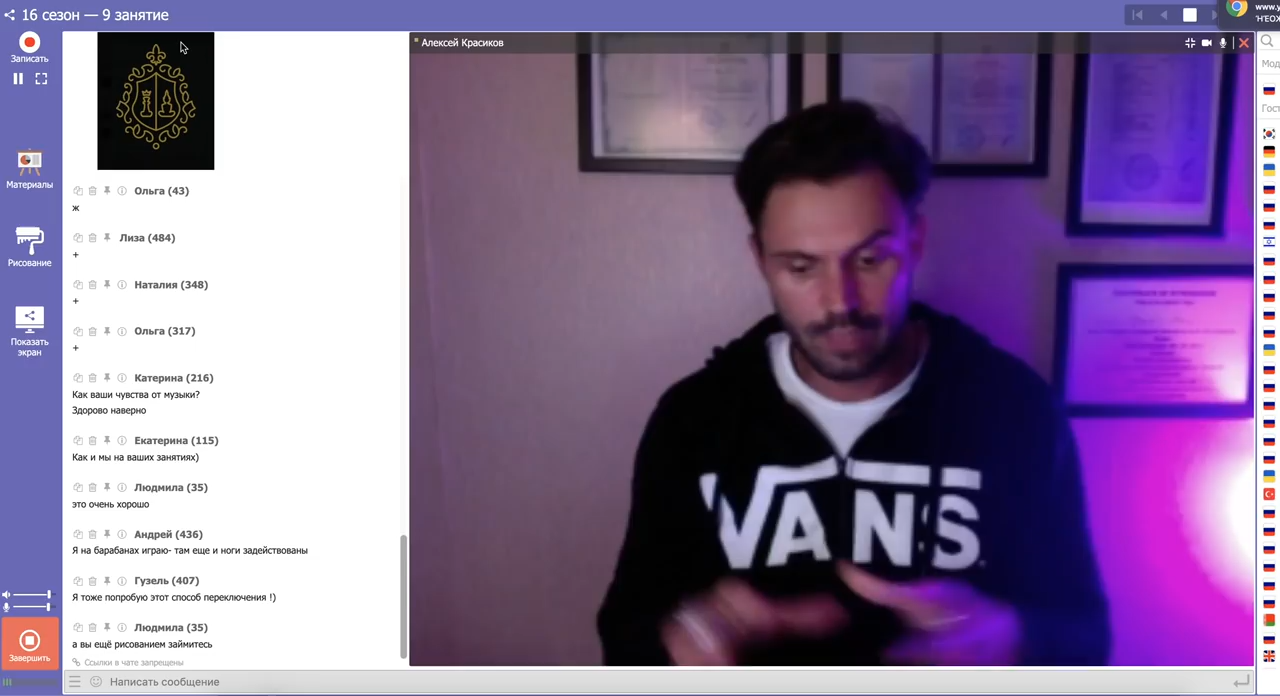 16 сезон — 9 занятие
www.y
Записать
Материалы
Рисование
Показать
экран
Завершить
Ольга (43)
ж
Лиза (484)
+
Наталия (348)
+
Ольга (317)
+
Катерина (216)
Как ваши чувства от музыки?
Здорово наверно
Екатерина (115)
Как и мы на ваших занятиях)
Людмила (35)
это очень хорошо
Андрей (436)
Я на барабанах играю- там еще и ноги задействованы
Гузель (407)
Я тоже попробую этот способ переключения !)
Людмила (35)
а вы ещё рисованием займитесь
Ссылки в чате запрещены
Написать сообщение
Алексей Красиков
VANS
Мод
Гост